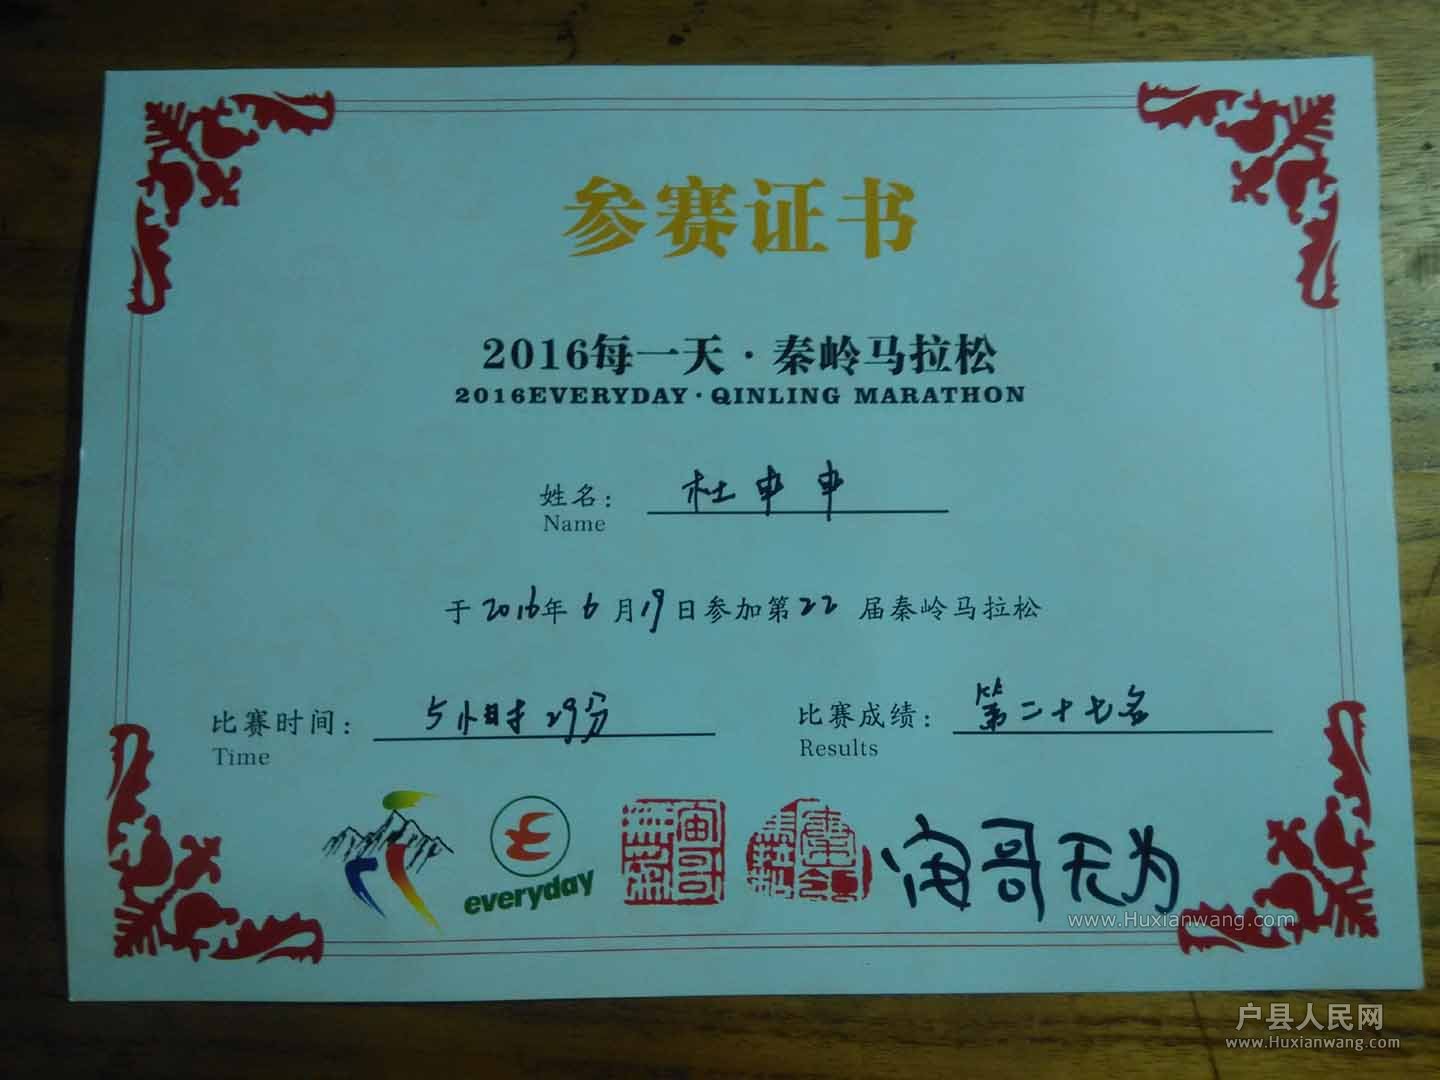 参赛证书
2016每一天·秦岭马拉松
2016EVERYDAY·QINLING MARATHON
姓名： 杜申申
Name
于2016年6月19日参加第22届秦岭马拉松
比赛时间： 5小时29分
Time
比赛成绩： 第二十七名
Results
everyday
宙哥无为
www.Huxianwang.com
户县人民网
www.Huxianwang.com